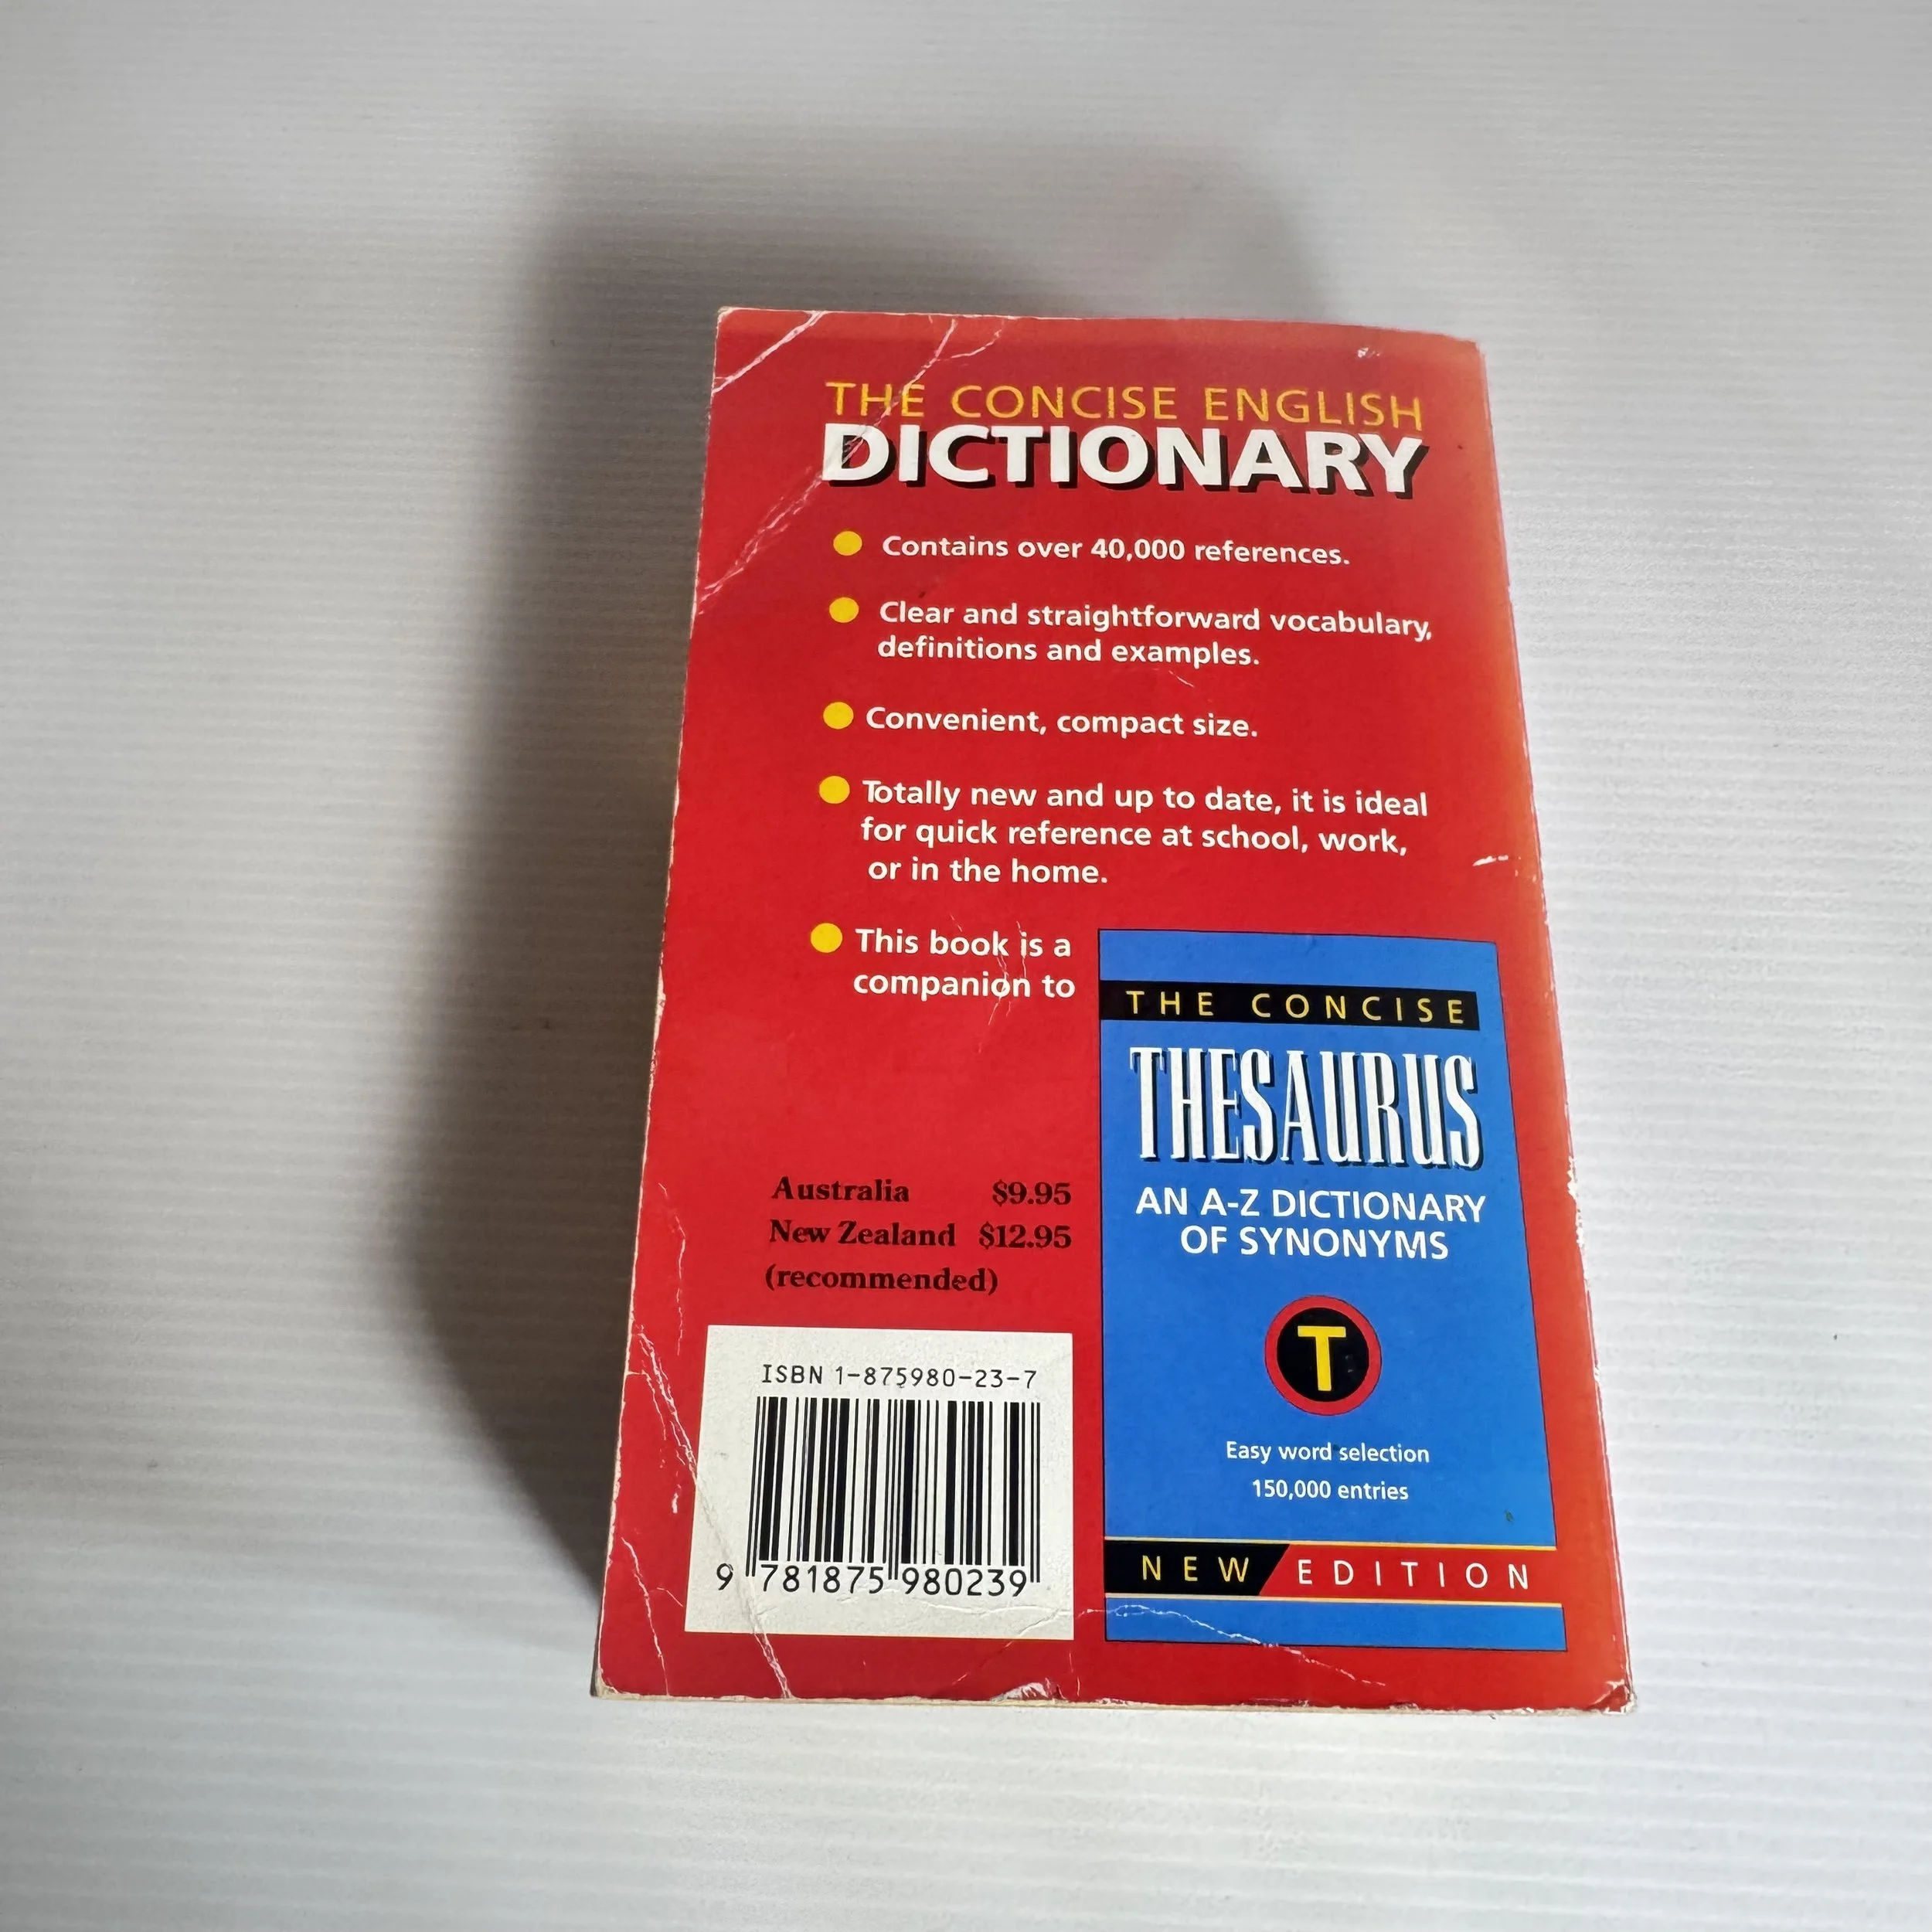 THE CONCISE ENGLISH
DICTIONARY
Contains over 40,000 references.
Clear and straightforward vocabulary,
definitions and examples.
Convenient, compact size.
Totally new and up to date, it is ideal
for quick reference at school, work,
or in the home.
This book is a
companion to
THE CONCISE
THESAURUS
AN A-Z DICTIONARY
OF SYNONYMS
T
Easy word selection
150,000 entries
NEW EDITION
Australia $9.95
New Zealand $12.95
(recommended)
ISBN 1-875980-23-7
9 781875 980239